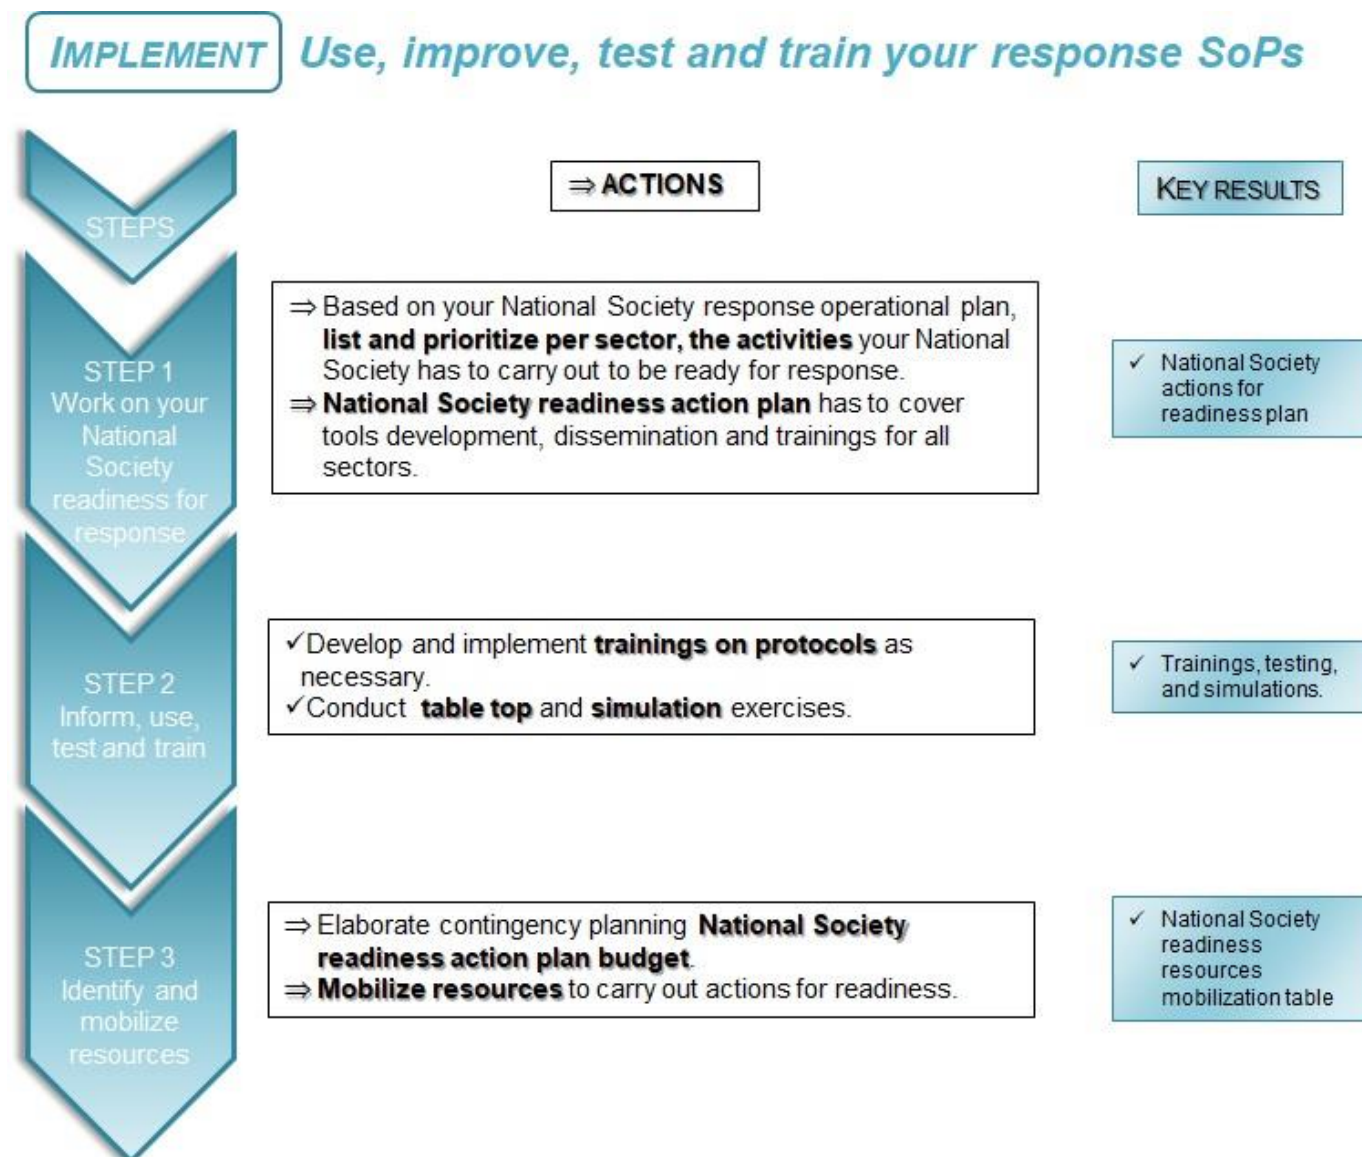 IMPLEMENT Use, improve, test and train your response SoPs
STEPS
⇒ ACTIONS
KEY RESULTS
STEP 1
Work on your
National
Society
readiness for
response
⇒ Based on your National Society response operational plan,
list and prioritize per sector, the activities your National
Society has to carry out to be ready for response.
⇒ National Society readiness action plan has to cover
tools development, dissemination and trainings for all
sectors.
✓ National Society
actions for
readiness plan
STEP 2
Inform, use,
test and train
✓Develop and implement trainings on protocols as
necessary.
✓Conduct table top and simulation exercises.
✓ Trainings, testing,
and simulations.
STEP 3
Identify and
mobilize
resources
⇒ Elaborate contingency planning National Society
readiness action plan budget.
⇒ Mobilize resources to carry out actions for readiness.
✓ National Society
readiness
resources
mobilization table